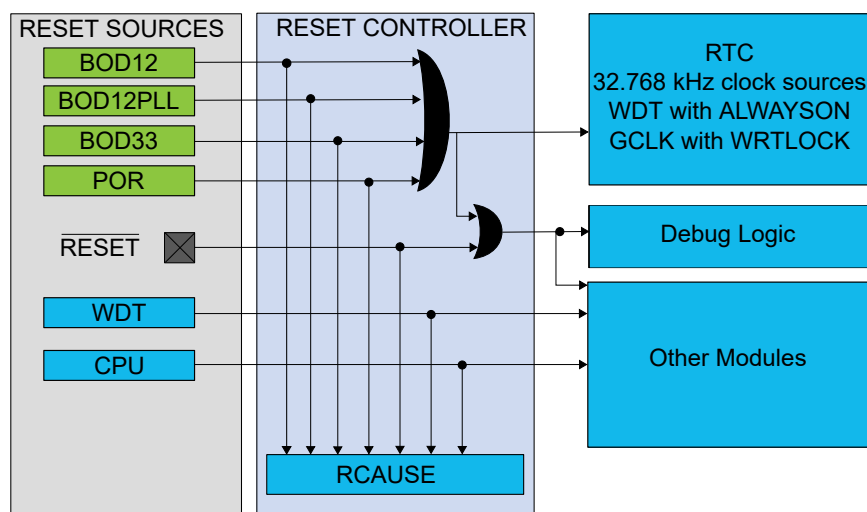 RESET SOURCES
BOD12
BOD12PLL
BOD33
POR
RESET
WDT
CPU
RESET CONTROLLER
RCAUSE
RTC
32.768 kHz clock sources
WDT with ALWAYSON
GCLK with WRTLOCK
Debug Logic
Other Modules